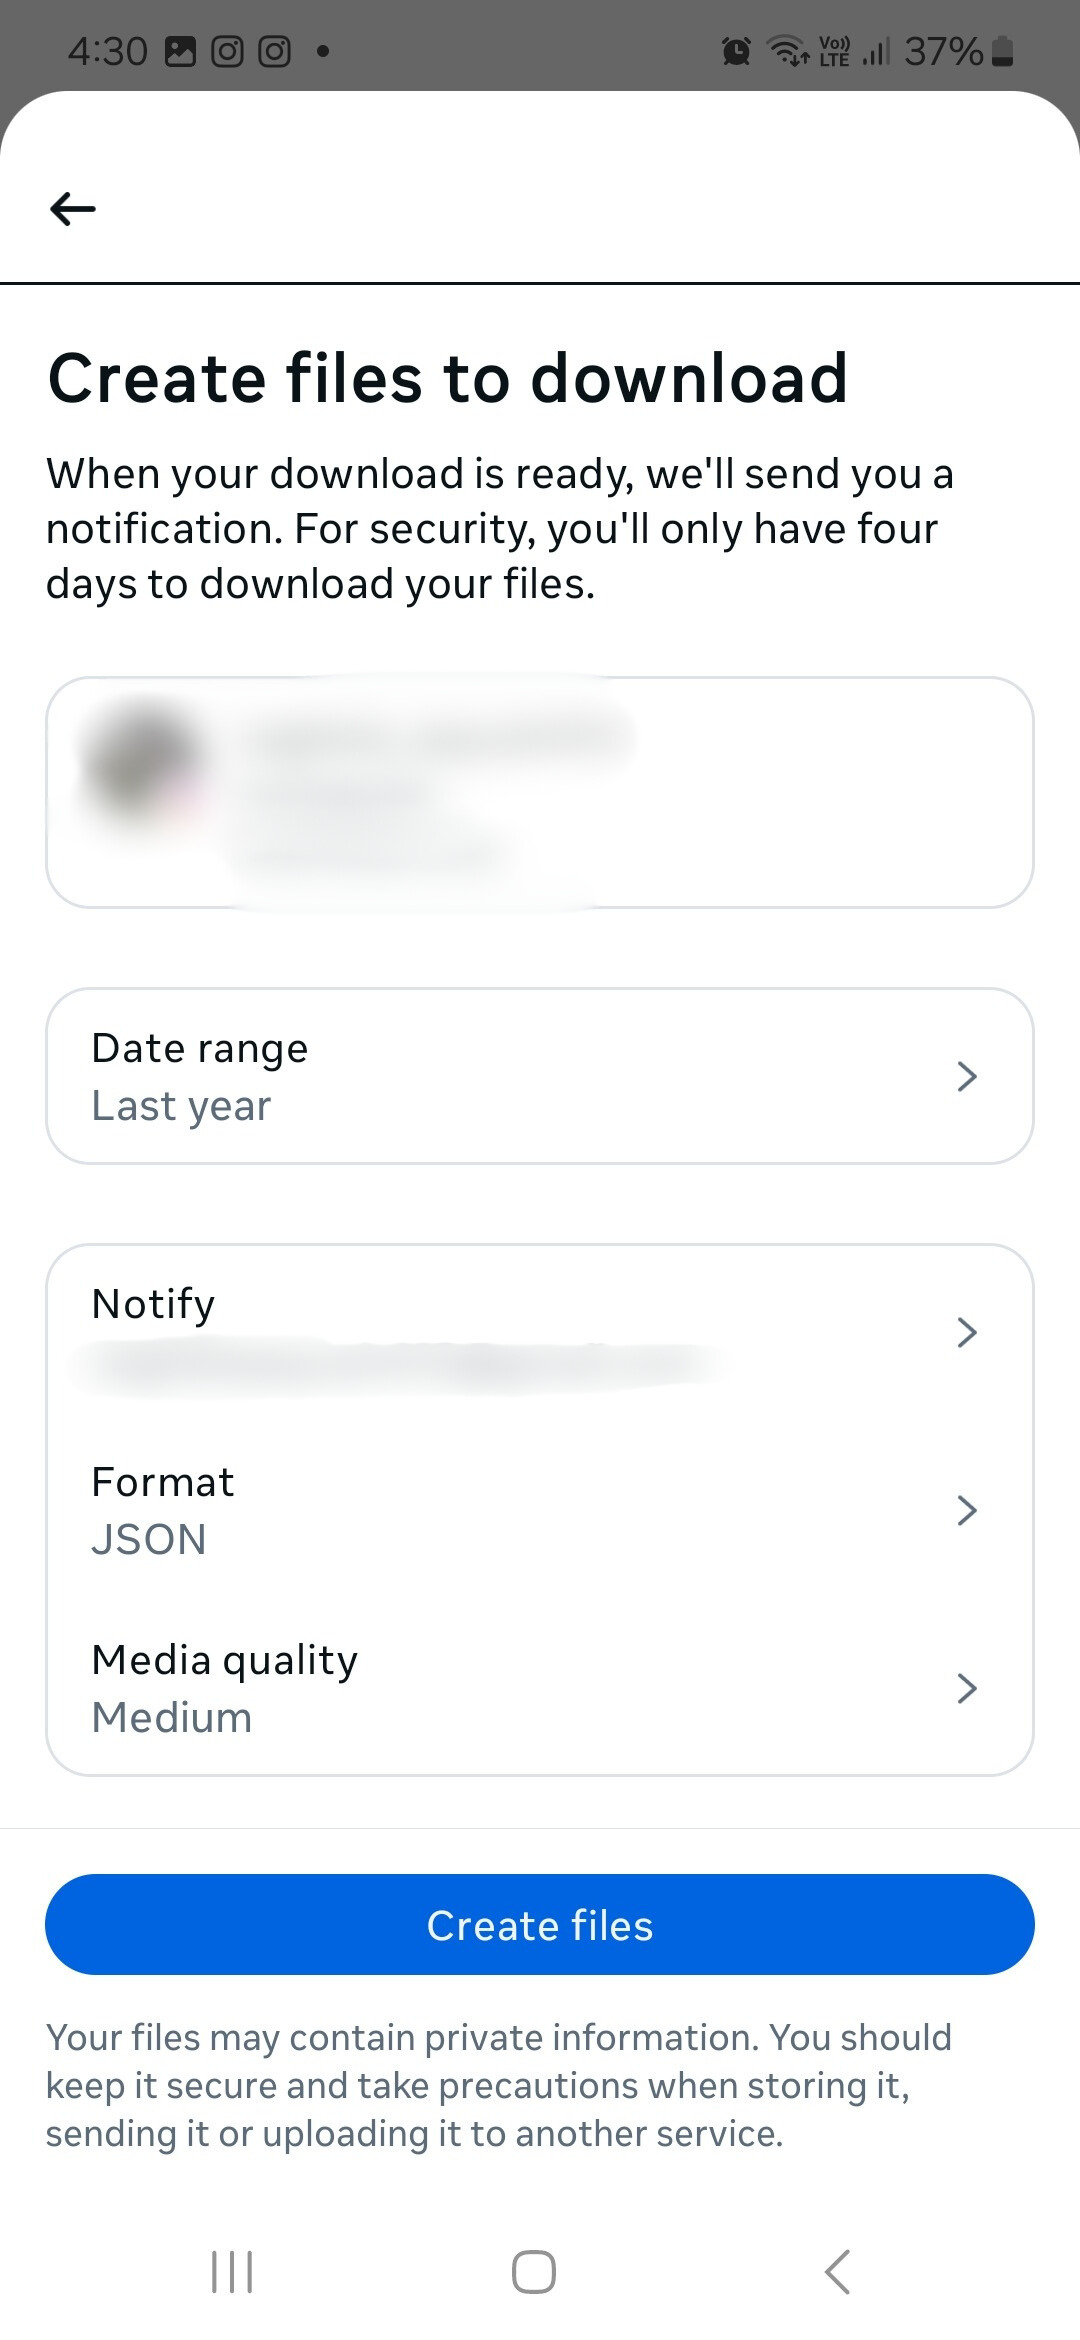 4:30
Vo))
LTE
37%
Create files to download
When your download is ready, we'll send you a
notification. For security, you'll only have four
days to download your files.
Date range
Last year
Notify
Format
JSON
Media quality
Medium
Create files
Your files may contain private information. You should
keep it secure and take precautions when storing it,
sending it or uploading it to another service.